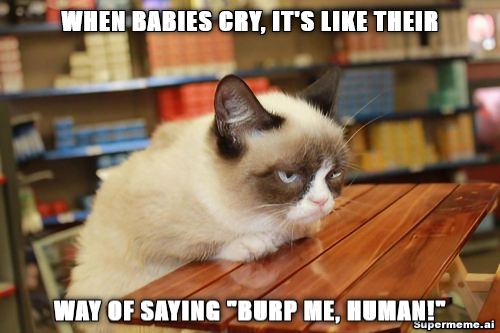 WHEN BABIES CRY, IT'S LIKE THEIR
WAY OF SAYING "BURP ME, HUMAN!"
Supermeme.ai